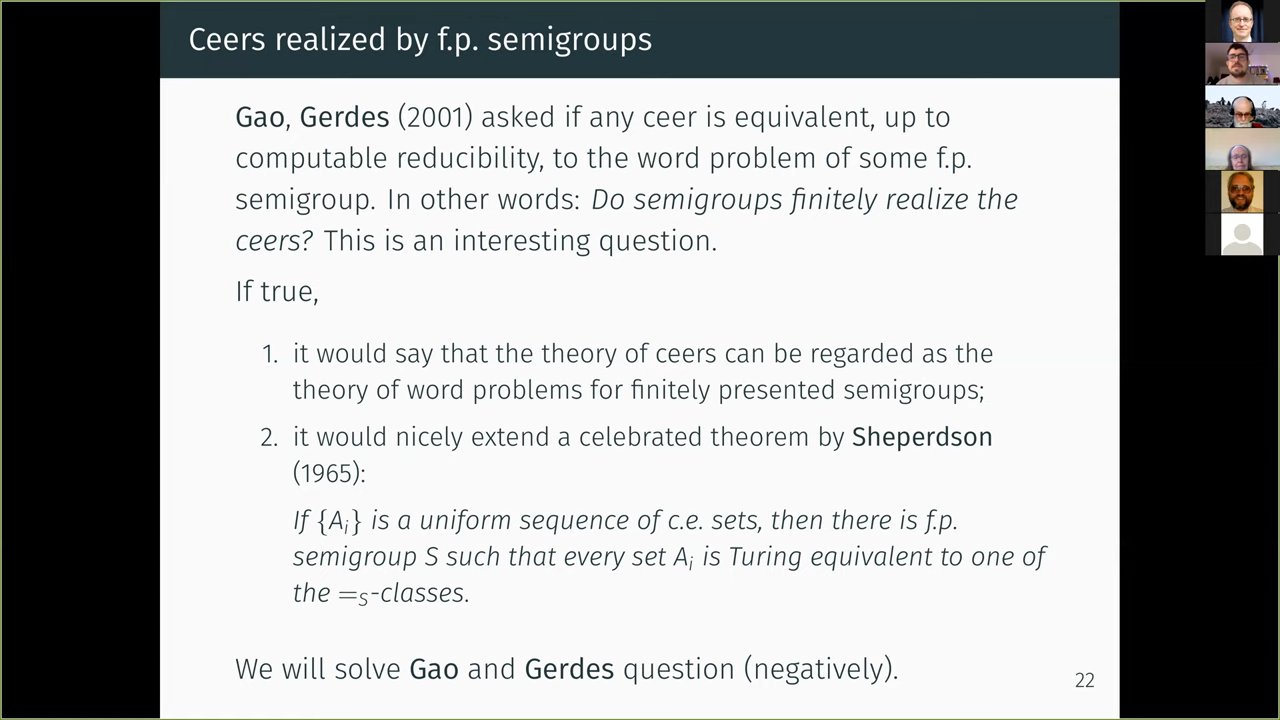 Ceers realized by f.p. semigroups
Gao, Gerdes (2001) asked if any ceer is equivalent, up to
computable reducibility, to the word problem of some f.p.
semigroup. In other words: Do semigroups finitely realize the
ceers? This is an interesting question.
If true,
1. it would say that the theory of ceers can be regarded as the
theory of word problems for finitely presented semigroups;
2. it would nicely extend a celebrated theorem by Sheperdson
(1965):
If {Aᵢ} is a uniform sequence of c.e. sets, then there is f.p.
semigroup S such that every set Aᵢ is Turing equivalent to one of
the =S-classes.
We will solve Gao and Gerdes question (negatively).
22